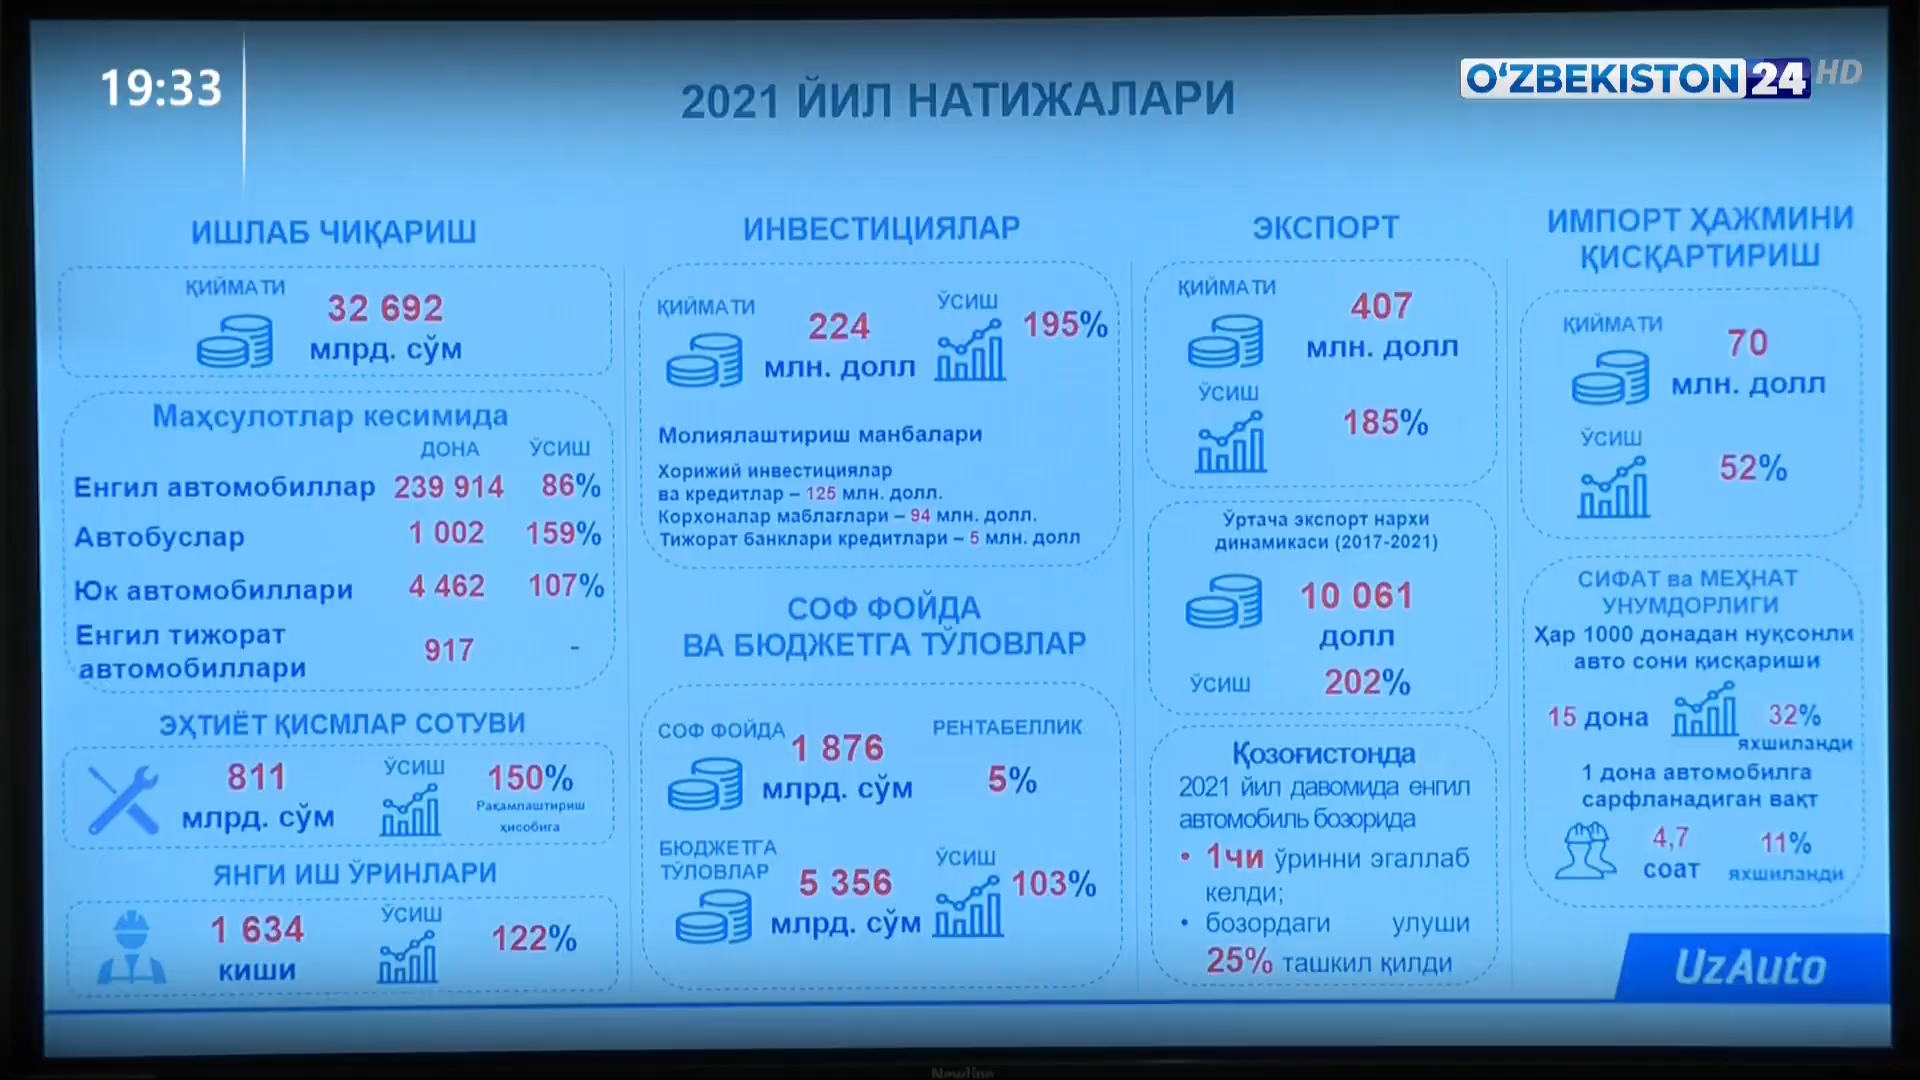 19:33
O‘ZBEKISTON 24 HD
2021 ЙИЛ НАТИЖАЛАРИ
ИШЛАБ ЧИҚАРИШ
ҚИЙМАТИ
32 692
млрд. сўм
Маҳсулотлар кесимида
ДОНА ЎСИШ
Енгил автомобиллар 239 914 86%
Автобуслар 1 002 159%
Юк автомобиллари 4 462 107%
Енгил тижорат
автомобиллари 917 -
ЭҲТИЁТ ҚИСМЛАР СОТУВИ
811
млрд. сўм
ЎСИШ
150%
Рақамлаштириш
ҳисобига
ЯНГИ ИШ ЎРИНЛАРИ
1 634
киши
ЎСИШ
122%
ИНВЕСТИЦИЯЛАР
ҚИЙМАТИ
224
млн. долл
ЎСИШ
195%
Молиялаштириш манбалари
Хорижий инвестициялар
ва кредитлар – 125 млн. долл.
Корхоналар маблағлари – 94 млн. долл.
Тижорат банклари кредитлари – 5 млн. долл
СОФ ФОЙДА
ВА БЮДЖЕТГА ТЎЛОВЛАР
СОФ ФОЙДА
1 876
млрд. сўм
РЕНТАБЕЛЛИК
5%
БЮДЖЕТГА
ТЎЛОВЛАР
5 356
млрд. сўм
ЎСИШ
103%
ЭКСПОРТ
ҚИЙМАТИ
407
млн. долл
ЎСИШ
185%
Ўртача экспорт нархи
динамикаси (2017-2021)
10 061
долл
ЎСИШ 202%
Қозоғистонда
2021 йил давомида енгил
автомобиль бозорида
• 1чи ўринни эгаллаб
келди;
• бозордаги улуши
25% ташкил қилди
ИМПОРТ ҲАЖМИНИ
ҚИСҚАРТИРИШ
ҚИЙМАТИ
70
млн. долл
ЎСИШ
52%
СИФАТ ва МЕҲНАТ
УНУМДОРЛИГИ
Ҳар 1000 донадан нуқсонли
авто сони қисқариши
15 дона 32%
яхшиланди
1 дона автомобилга
сарфланадиган вақт
4,7
соат
11%
яхшиланди
UzAuto
Newline